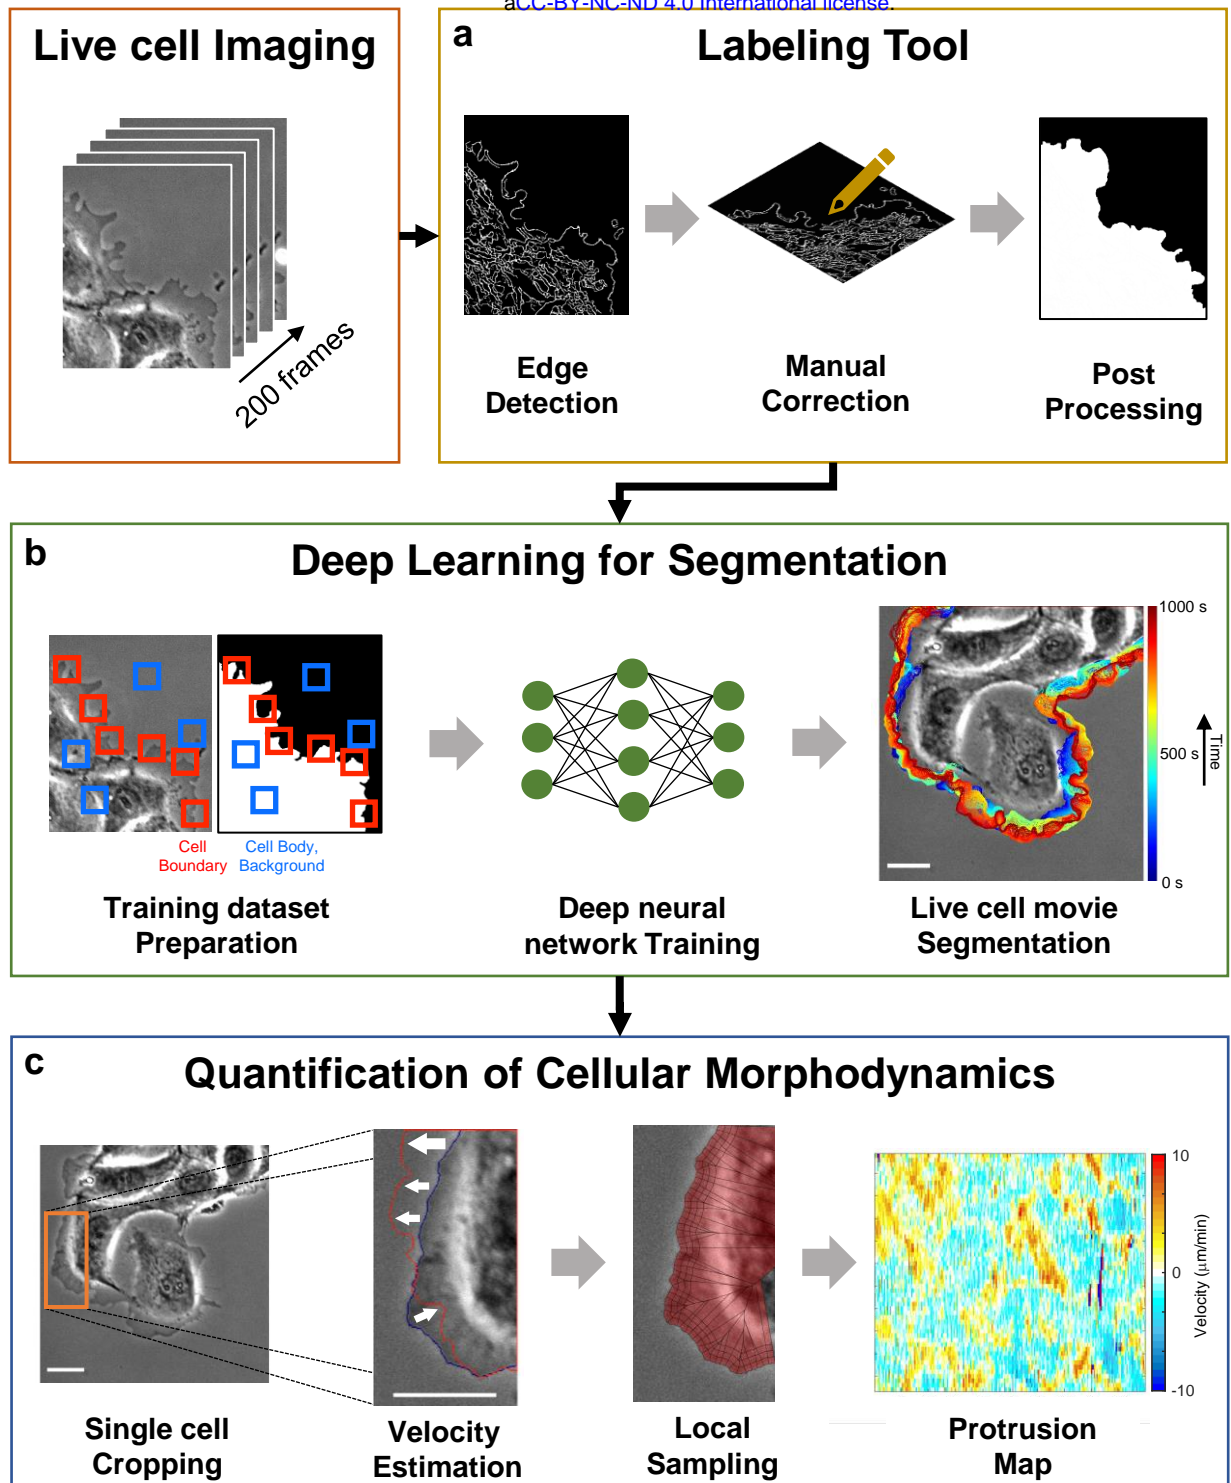 aCC-BY-NC-ND 4.0 International license.
Live cell Imaging
200 frames
a
Labeling Tool
Edge
Detection
Manual
Correction
Post
Processing
b
Deep Learning for Segmentation
Cell
Boundary
Cell Body,
Background
Training dataset
Preparation
Deep neural
network Training
1000 s
500 s
0 s
Time
Live cell movie
Segmentation
c
Quantification of Cellular Morphodynamics
Single cell
Cropping
Velocity
Estimation
Local
Sampling
10
0
-10
Velocity (μm/min)
Protrusion
Map